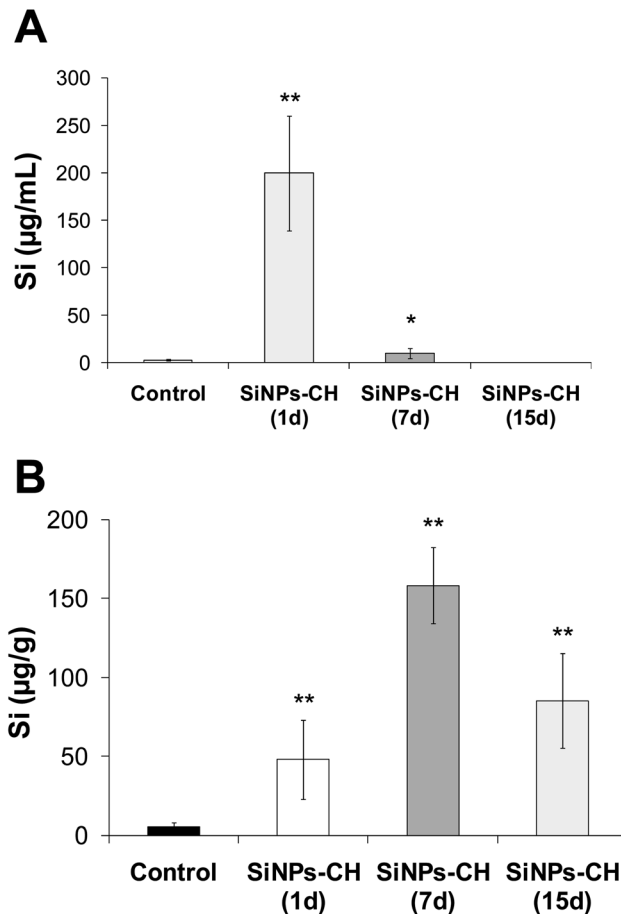 A
300
250
200
150
100
50
0
Si (µg/mL)
**
*
Control
SiNPs-CH (1d)
SiNPs-CH (7d)
SiNPs-CH (15d)
B
200
150
100
50
0
Si (µg/g)
**
**
**
Control
SiNPs-CH (1d)
SiNPs-CH (7d)
SiNPs-CH (15d)